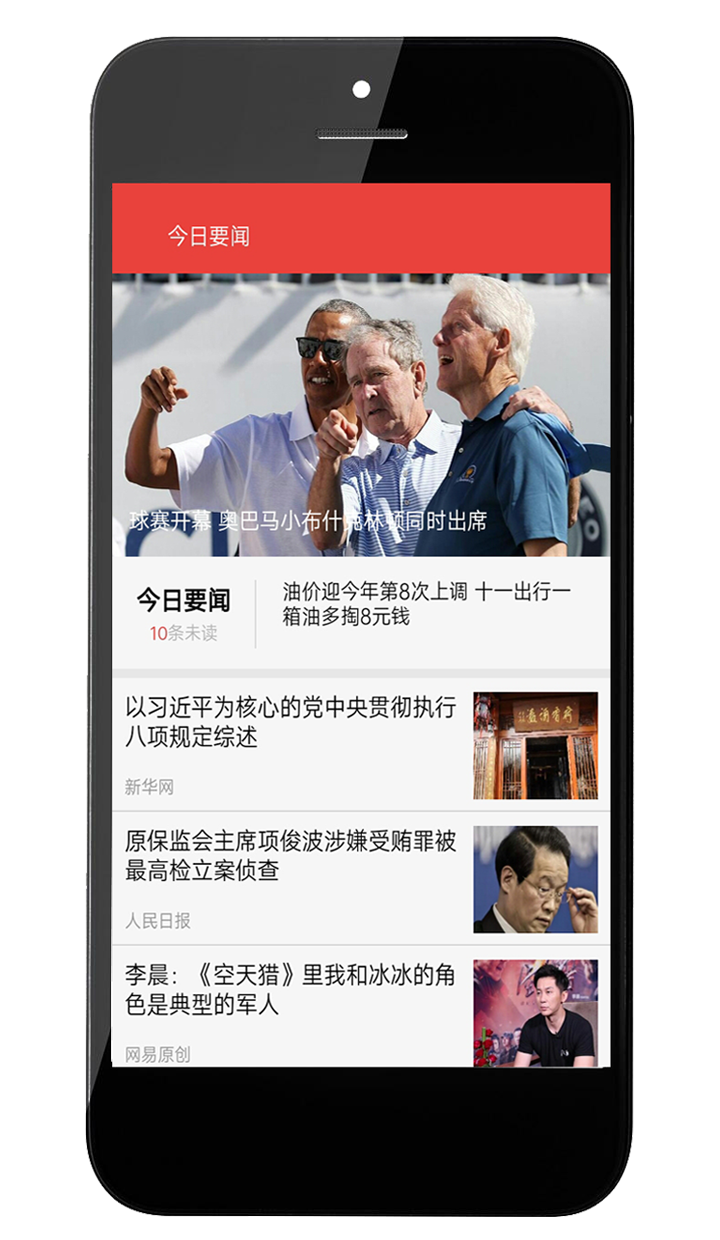 今日要闻
球赛开幕 奥巴马小布什克林顿同时出席
今日要闻
10条未读
油价迎今年第8次上调 十一出行一
箱油多掏8元钱
以习近平为核心的党中央贯彻执行
八项规定综述
新华网
原保监会主席项俊波涉嫌受贿罪被
最高检立案侦查
人民日报
李晨：《空天猎》里我和冰冰的角
色是典型的军人
网易原创